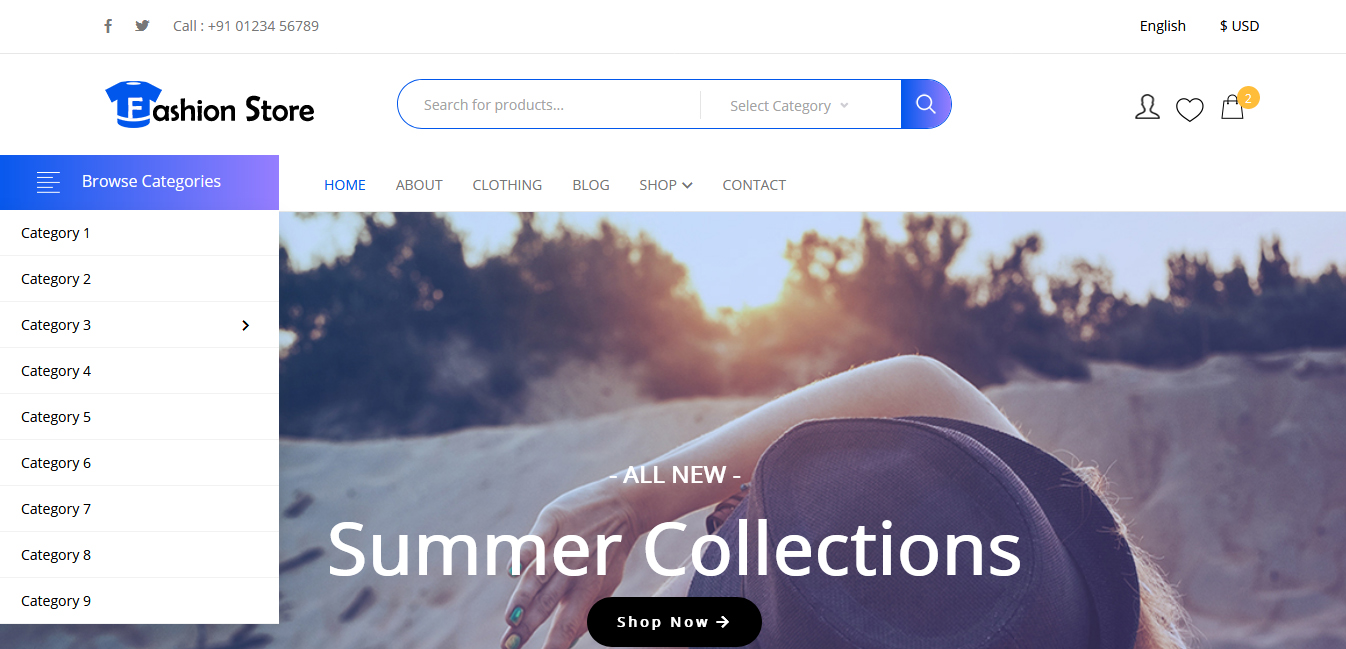 Call : +91 01234 56789
English
$ USD
Fashion Store
Search for products...
Select Category
2
Browse Categories
HOME
ABOUT
CLOTHING
BLOG
SHOP
CONTACT
Category 1
Category 2
Category 3
Category 4
Category 5
Category 6
Category 7
Category 8
Category 9
- ALL NEW -
Summer Collections
Shop Now